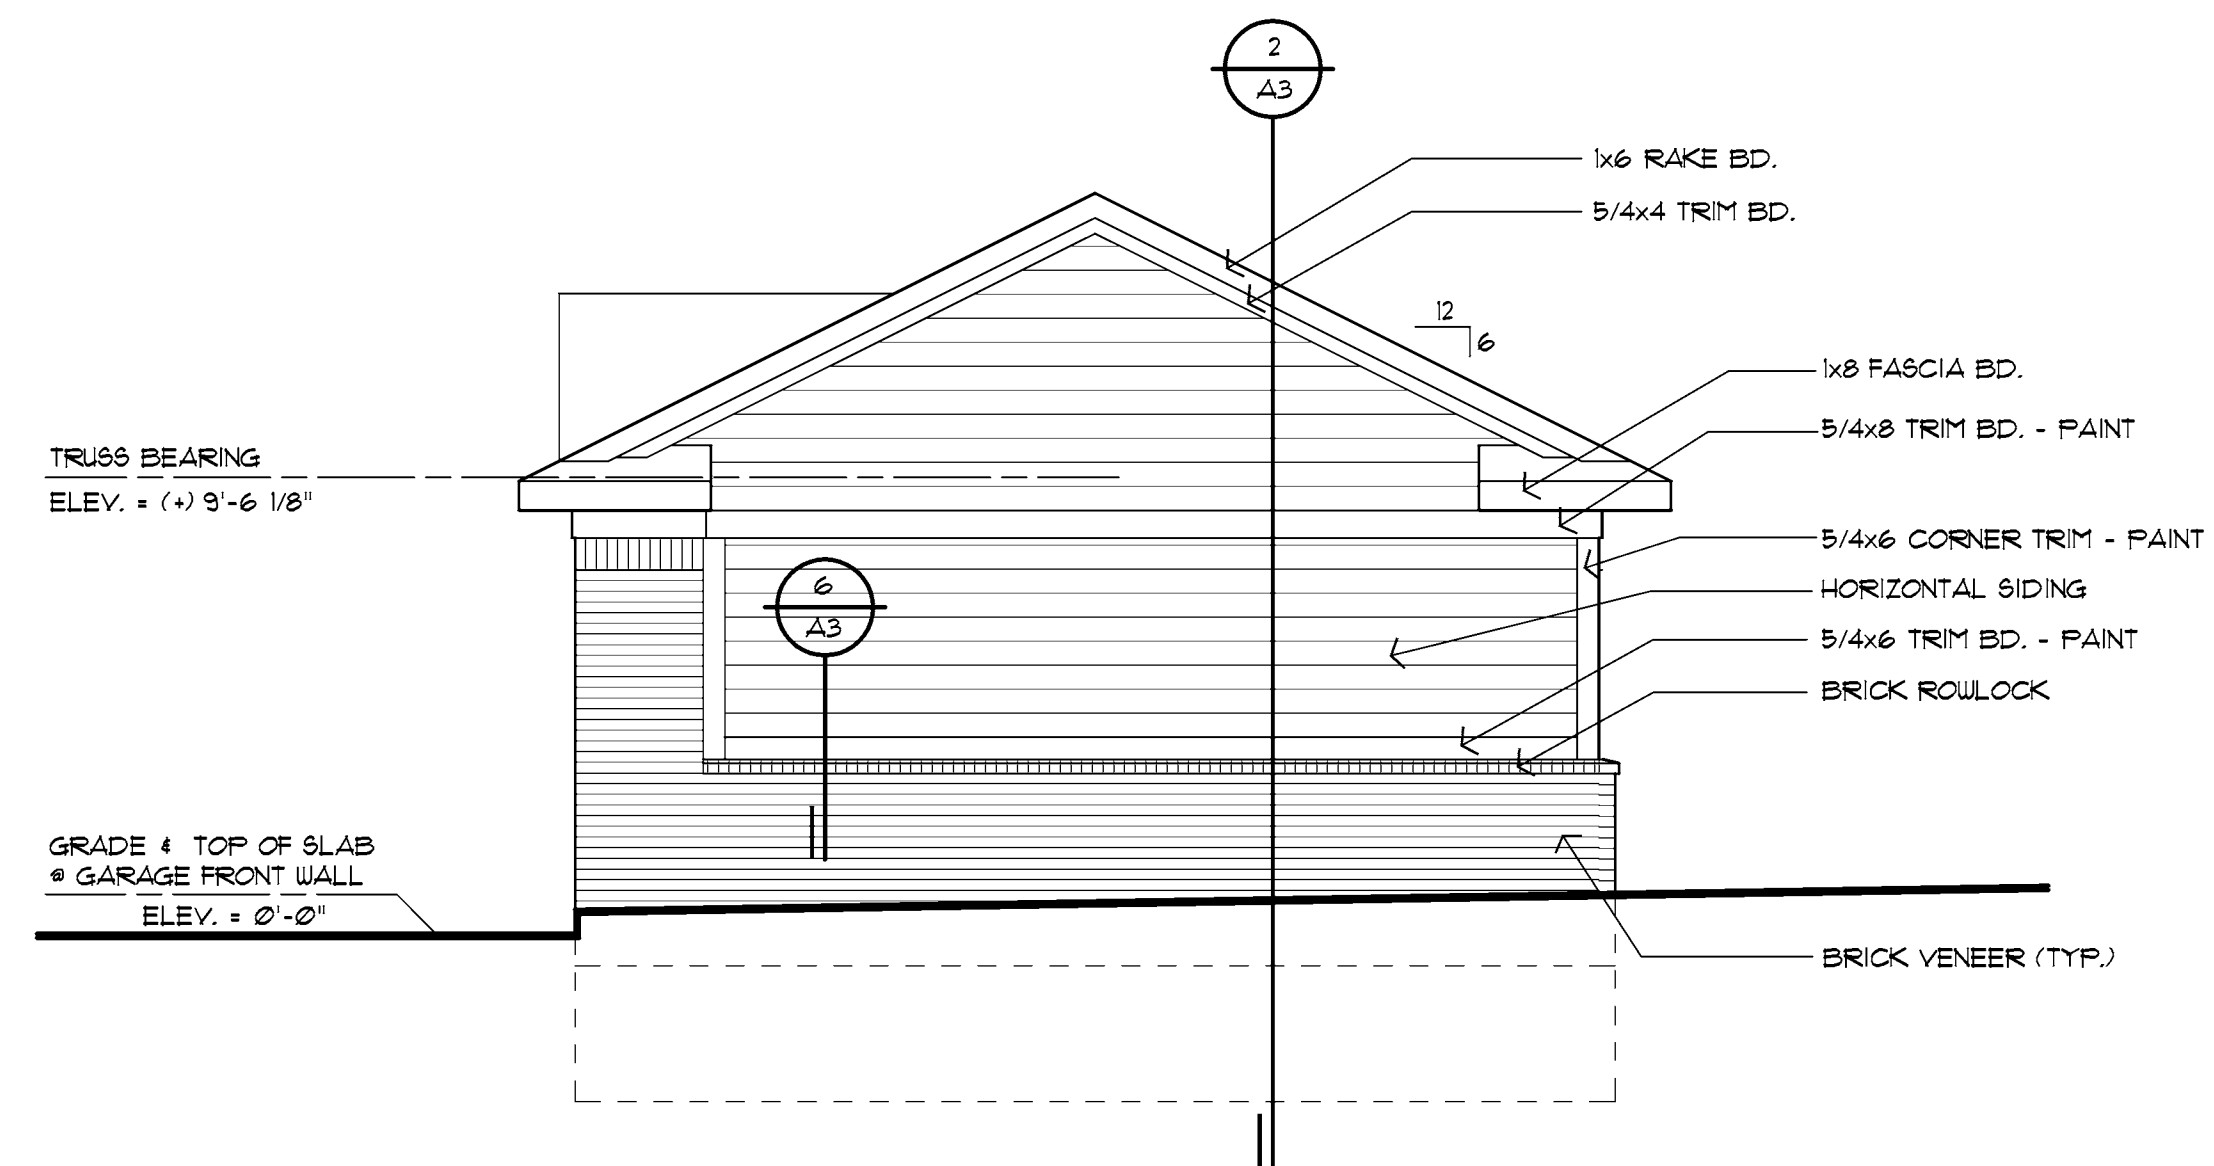 2
A3
1x6 RAKE BD.
5/4x4 TRIM BD.
12
6
1x8 FASCIA BD.
5/4x8 TRIM BD. - PAINT
TRUSS BEARING
ELEV. = (+) 9'-6 1/8"
5/4x6 CORNER TRIM - PAINT
HORIZONTAL SIDING
6
A3
5/4x6 TRIM BD. - PAINT
BRICK ROWLOCK
GRADE & TOP OF SLAB
@ GARAGE FRONT WALL
ELEV. = 0'-0"
BRICK VENEER (TYP.)